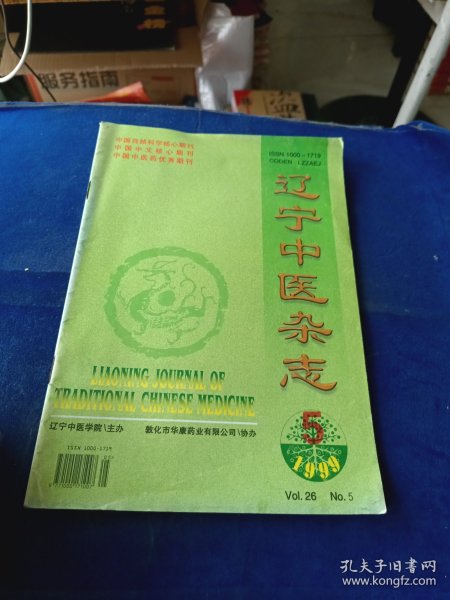 服务指南
中国自然科学核心期刊
中国中文核心期刊
中国中医药优秀期刊
ISSN 1000-1719
CODEN LZZAEJ
辽宁中医杂志
LIAONING JOURNAL OF
TRADITIONAL CHINESE MEDICINE
辽宁中医学院\主办
敦化市华康药业有限公司\协办
5
1999
Vol.26 No.5
ISSN 1000-1719
孔夫子旧书网
www.kongfz.com